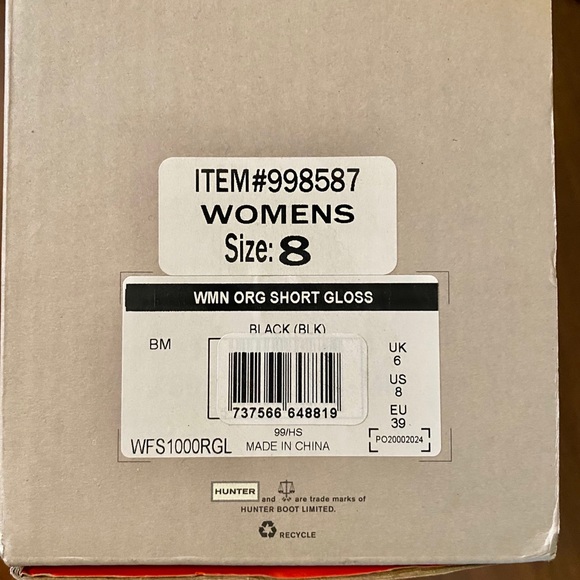 ITEM#998587
WOMENS
Size: 8
WMN ORG SHORT GLOSS
BLACK (BLK)
BM
UK
6
US
8
EU
39
737566 648819
99/HS
PO20002024
WFS1000RGL
MADE IN CHINA
HUNTER and are trade marks of
HUNTER BOOT LIMITED.
RECYCLE